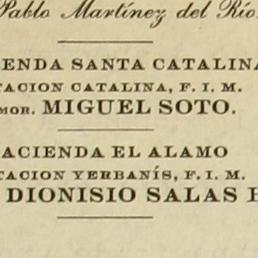 Pablo Martínez del Río.
ENDA SANTA CATALINA
TACION CATALINA, F. I. M.
MOR. MIGUEL SOTO.
ACIENDA EL ALAMO
TACION YERBANÍS, F. I. M.
DIONISIO SALAS